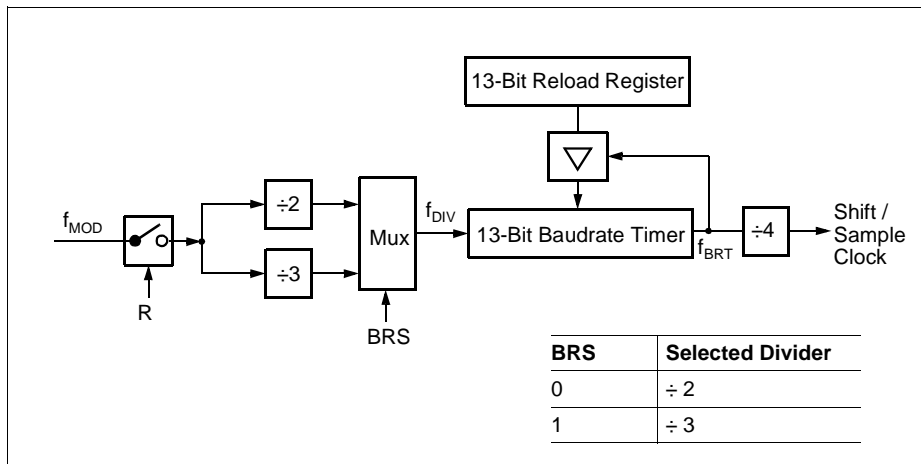 13-Bit Reload Register
▽
f_MOD
÷2
÷3
Mux
f_DIV
13-Bit Baudrate Timer
f_BRT
÷4
Shift /
Sample
Clock
R
BRS
BRS Selected Divider
0 ÷ 2
1 ÷ 3